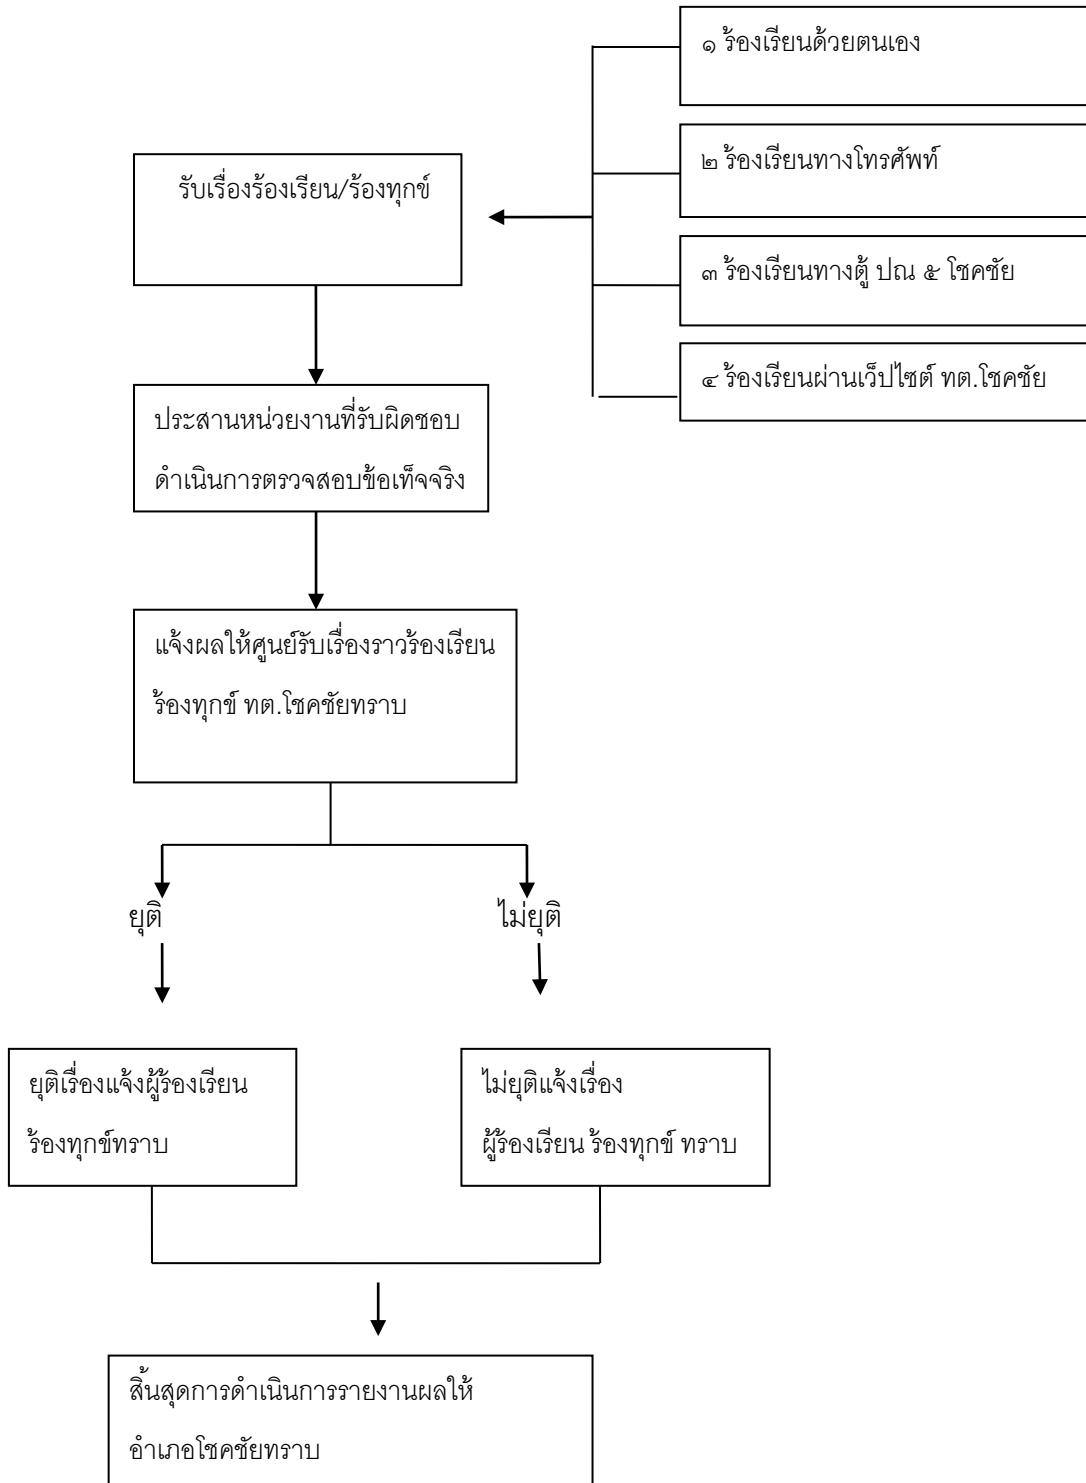 ๑ ร้องเรียนด้วยตนเอง
๒ ร้องเรียนทางโทรศัพท์
๓ ร้องเรียนทางตู้ ปณ ๕ โชคชัย
๔ ร้องเรียนผ่านเว็ปไซต์ ทต.โชคชัย
รับเรื่องร้องเรียน/ร้องทุกข์
ประสานหน่วยงานที่รับผิดชอบ
ดำเนินการตรวจสอบข้อเท็จจริง
แจ้งผลให้ศูนย์รับเรื่องราวร้องเรียน
ร้องทุกข์ ทต.โชคชัยทราบ
ยุติ
ไม่ยุติ
ยุติเรื่องแจ้งผู้ร้องเรียน
ร้องทุกข์ทราบ
ไม่ยุติแจ้งเรื่อง
ผู้ร้องเรียน ร้องทุกข์ ทราบ
สิ้นสุดการดำเนินการรายงานผลให้
อำเภอโชคชัยทราบ